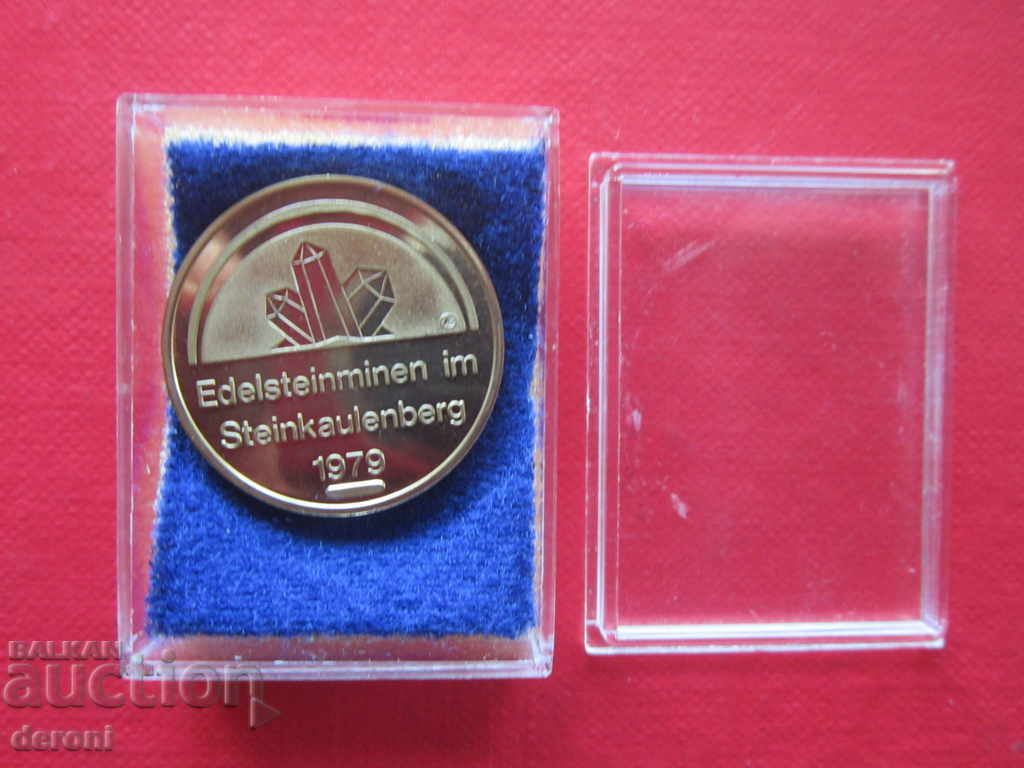 Edelsteinminen im
Steinkaulenberg
1979
BALKAN
auction
deroni